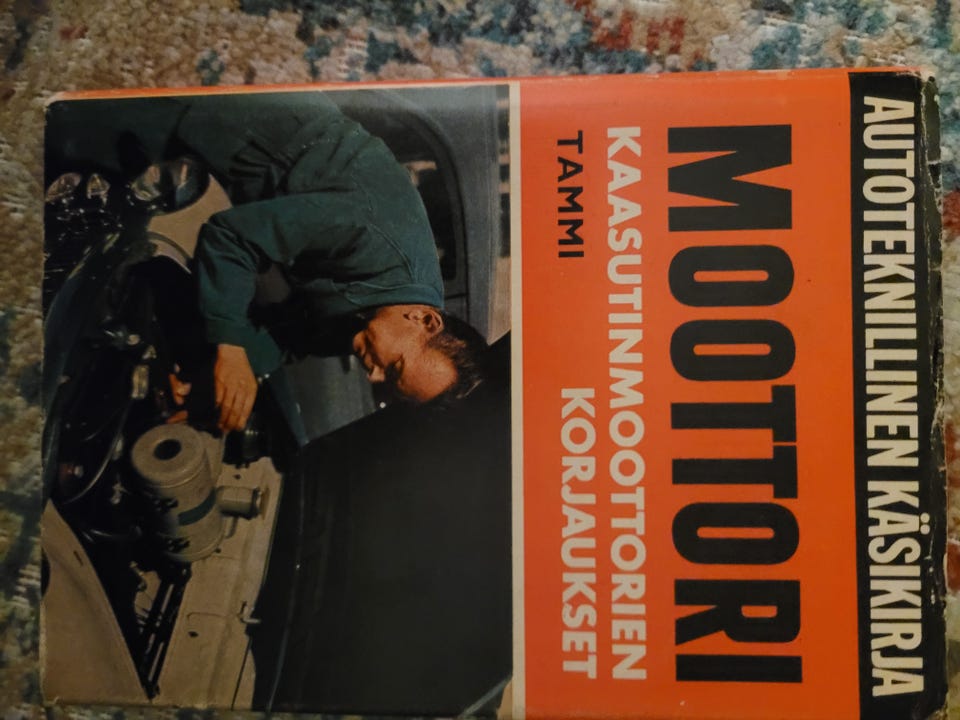 AUTOTEKNILLINEN KÄSIKIRJA
MOOTTORI
KAASUTINMOOTTORIEN
TAMMI KORJAUKSET